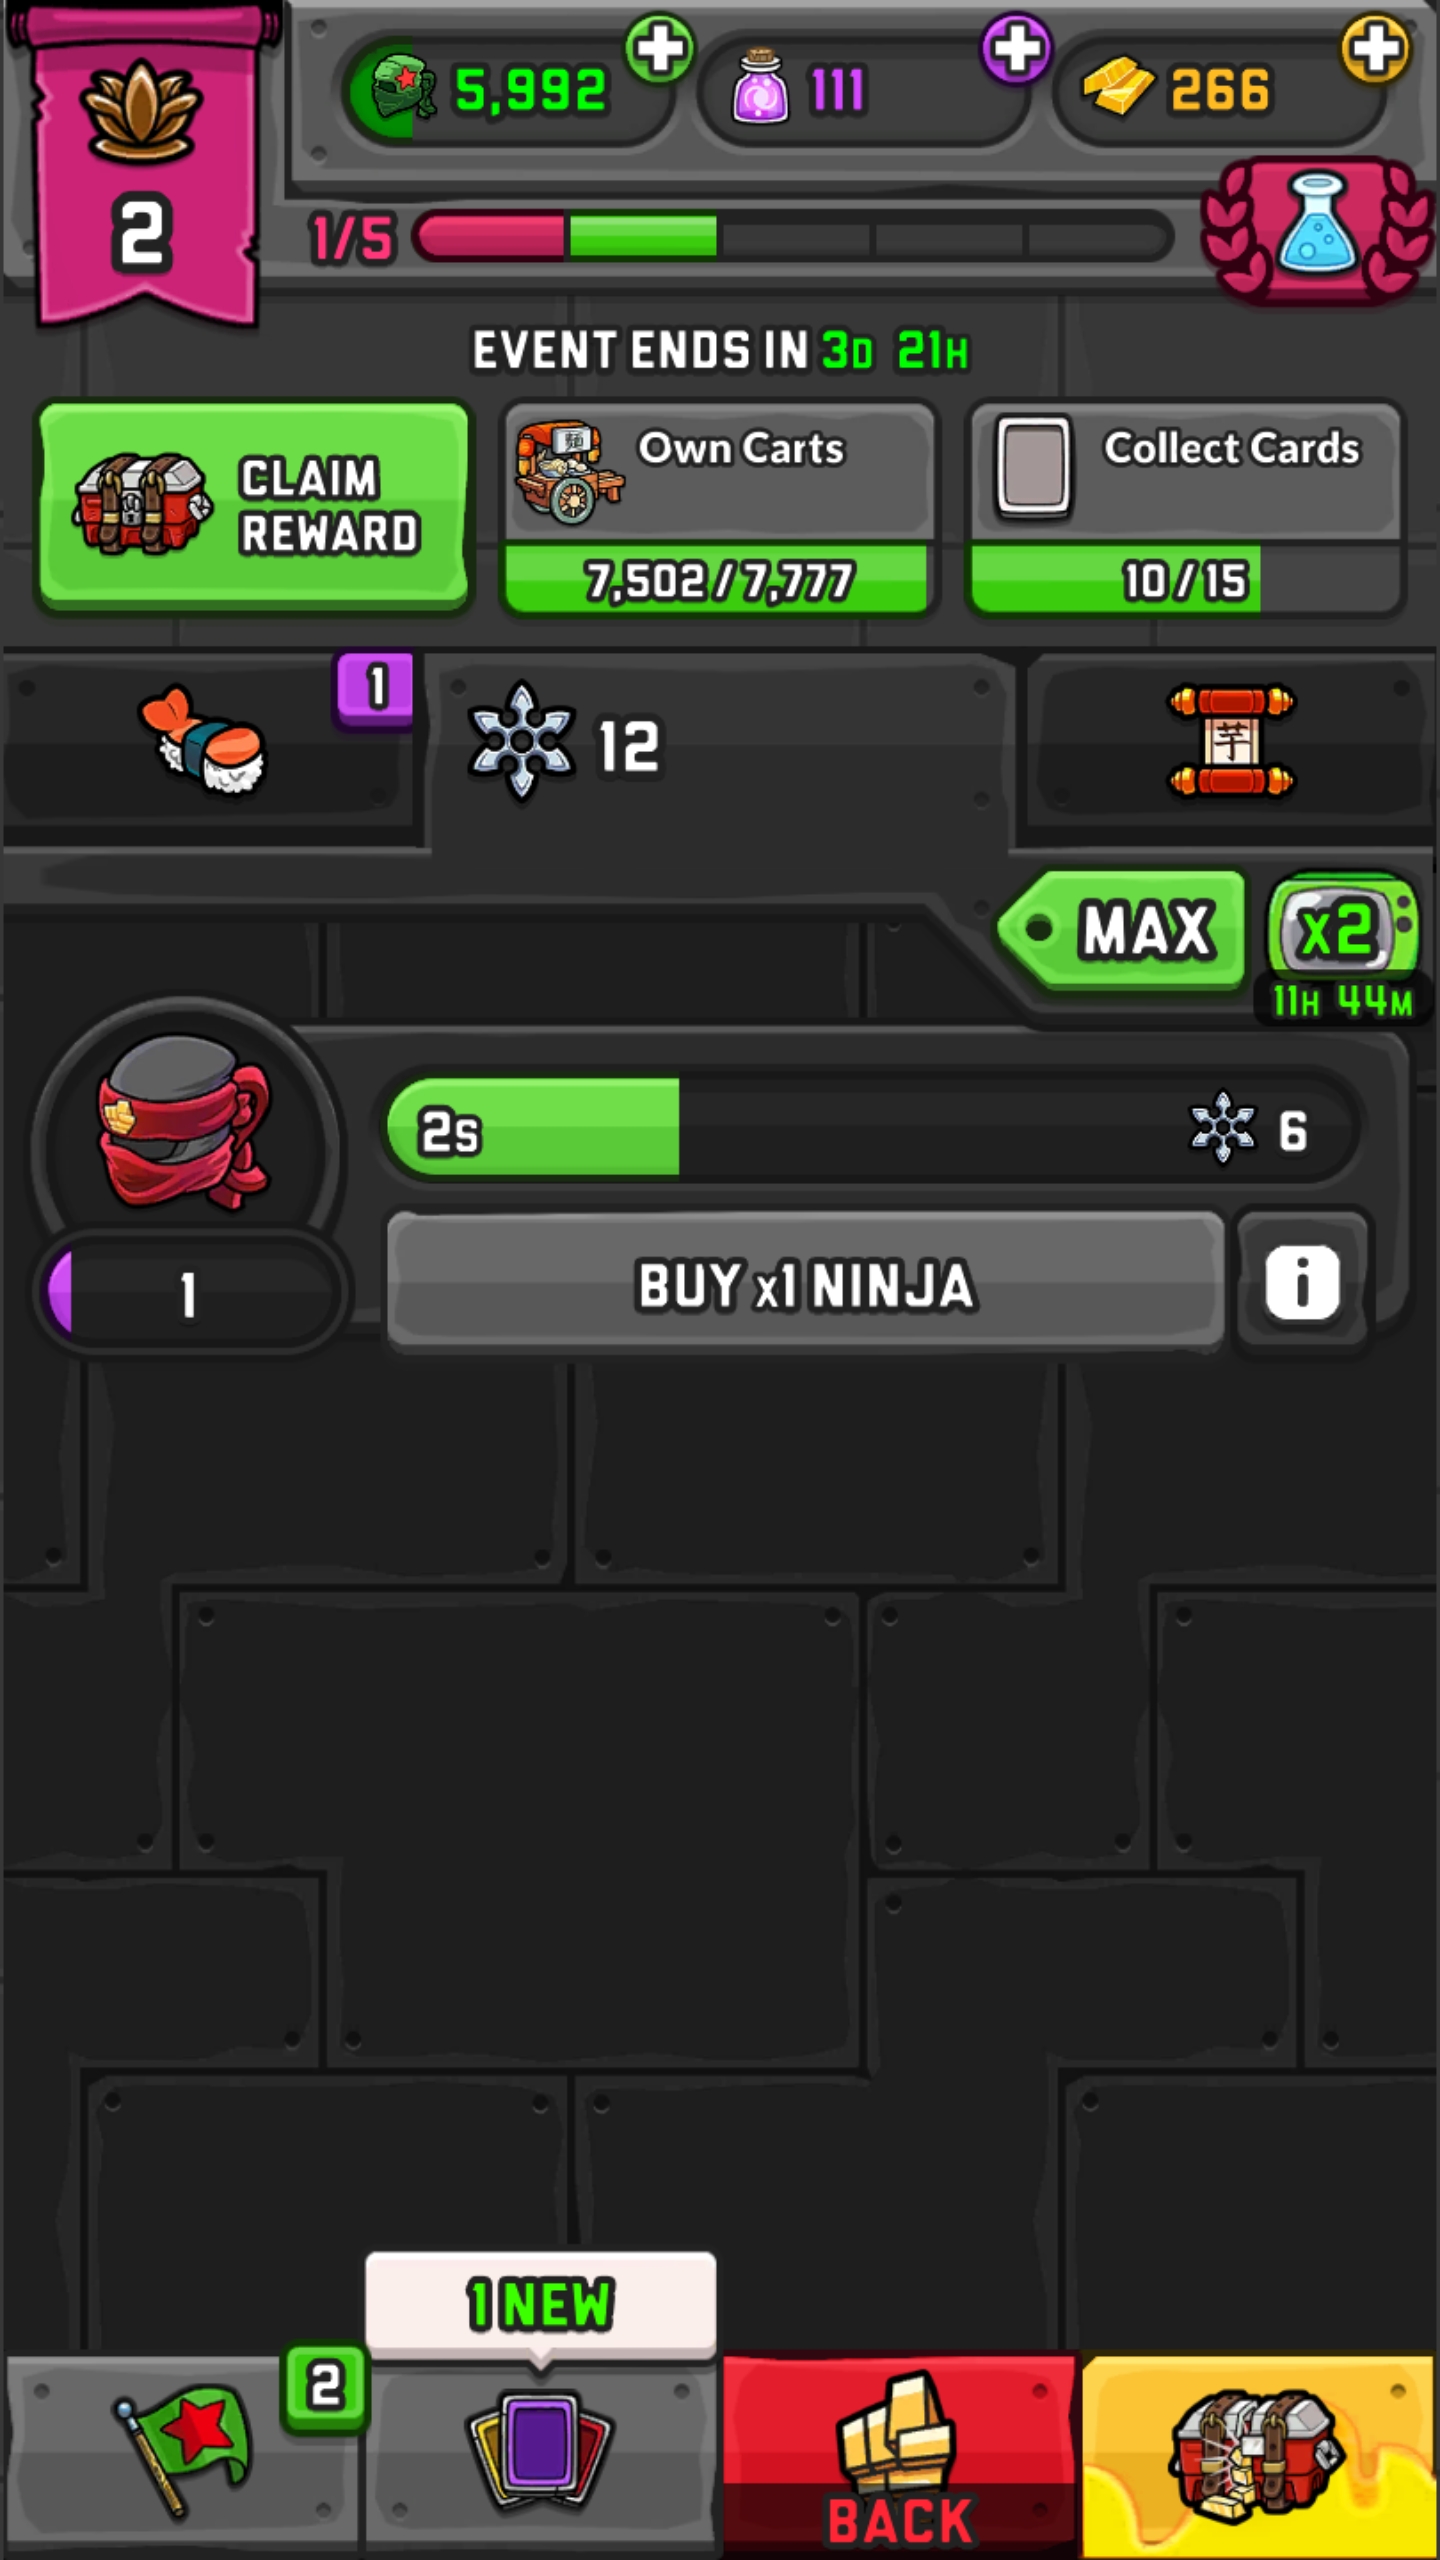 5,992
111
266
2
1/5
EVENT ENDS IN 3D 21H
CLAIM
REWARD
Own Carts
7,502/7,777
Collect Cards
10/15
1
12
芋
MAX
x2
11H 44M
2s
6
1
BUY x1 NINJA
i
1 NEW
2
BACK